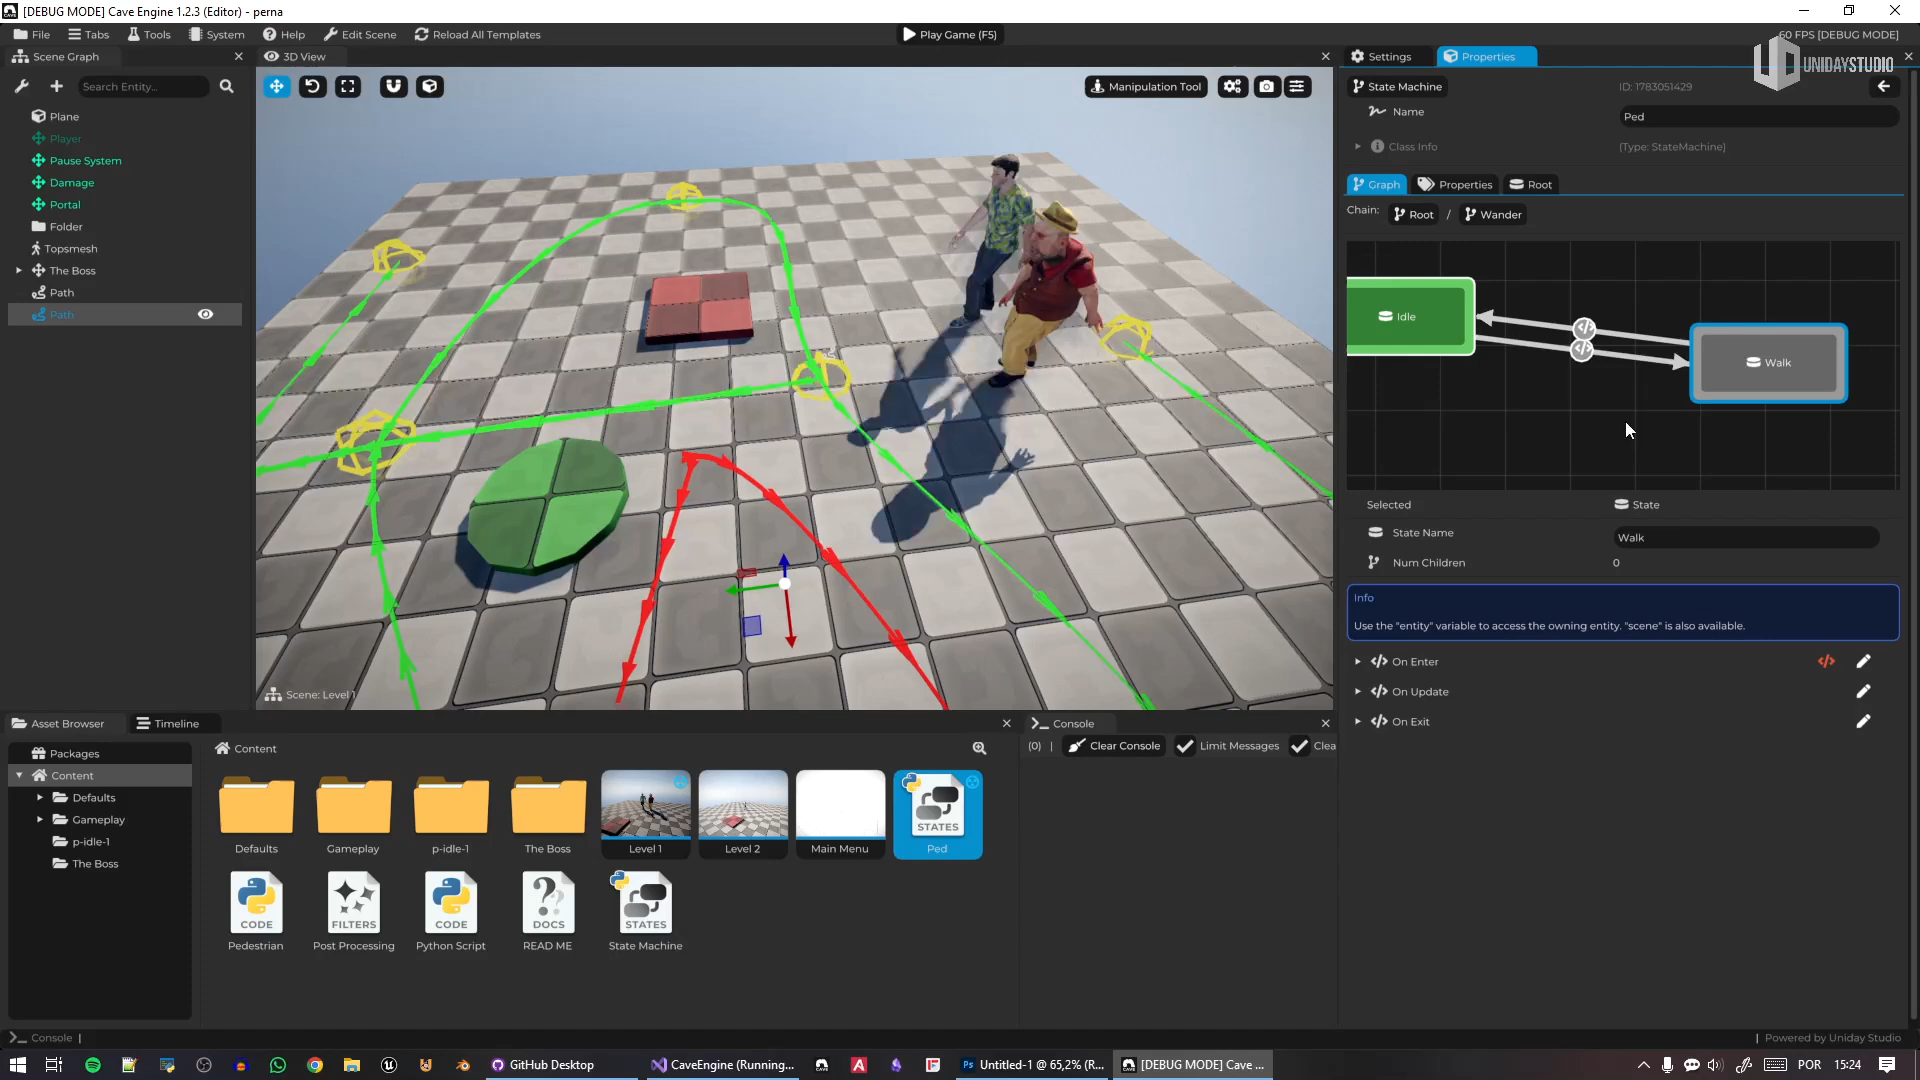 [DEBUG MODE] Cave Engine 1.2.3 (Editor) - perna
File Tabs Tools System Help Edit Scene Reload All Templates
Play Game (F5)
60 FPS [DEBUG MODE]
UNIDAYSTUDIO
Scene Graph
Search Entity...
Plane
Player
Pause System
Damage
Portal
Folder
Topsmesh
The Boss
Path
Path
3D View
Manipulation Tool
Scene: Level 1
Settings Properties
State Machine ID: 1783051429
Name Ped
Class Info (Type: StateMachine)
Graph Properties Root
Chain: Root / Wander
Idle
Walk
Selected State
State Name Walk
Num Children 0
Info
Use the "entity" variable to access the owning entity. "scene" is also available.
On Enter
On Update
On Exit
Asset Browser Timeline
Packages
Content
Defaults
Gameplay
p-idle-1
The Boss
Content
Defaults Gameplay p-idle-1 The Boss Level 1 Level 2 Main Menu
STATES
Ped
CODE
Pedestrian
FILTERS
Post Processing
CODE
Python Script
DOCS
READ ME
STATES
State Machine
Console
(0) | Clear Console Limit Messages Clea
Console |
| Powered by Uniday Studio
GitHub Desktop
CaveEngine (Running...
Untitled-1 @ 65,2% (R...
[DEBUG MODE] Cave ...
POR 15:24